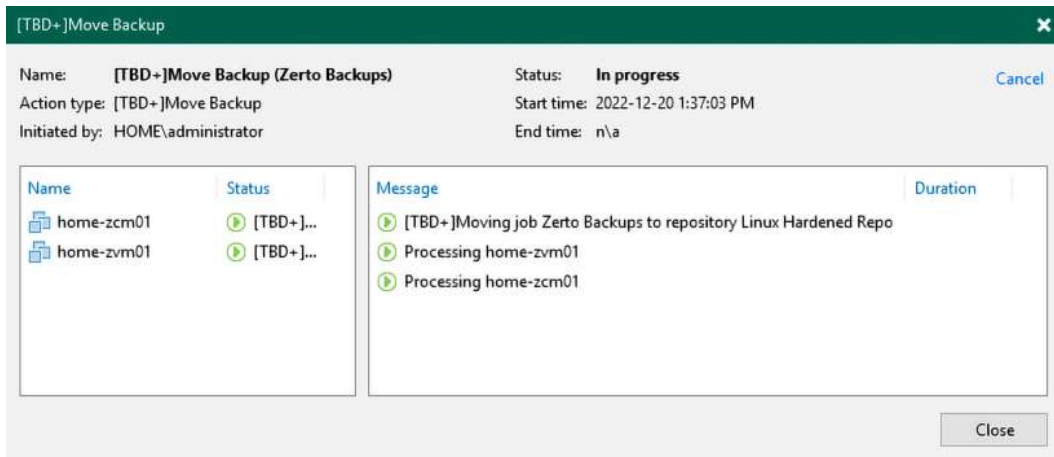 [TBD+]Move Backup
Name: [TBD+]Move Backup (Zerto Backups) Status: In progress Cancel
Action type: [TBD+]Move Backup Start time: 2022-12-20 1:37:03 PM
Initiated by: HOME\administrator End time: n\a
Name Status Message Duration
home-zcm01 [TBD+]... [TBD+]Moving job Zerto Backups to repository Linux Hardened Repo
home-zvm01 [TBD+]... Processing home-zvm01
Processing home-zcm01
Close